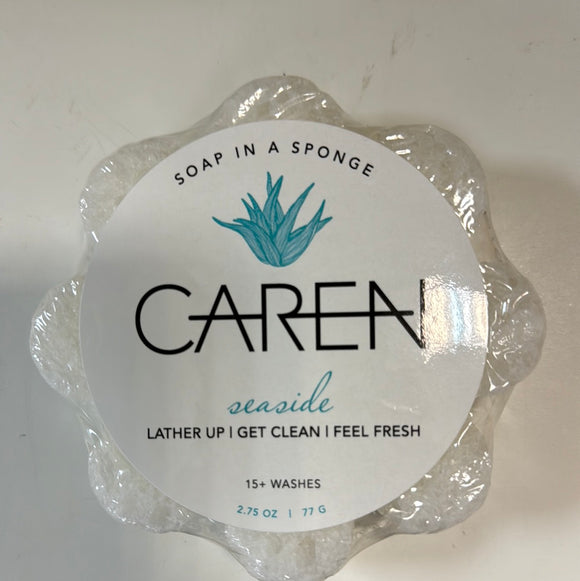 SOAP IN A SPONGE
CAREN
seaside
LATHER UP | GET CLEAN | FEEL FRESH
15+ WASHES
2.75 OZ | 77 G